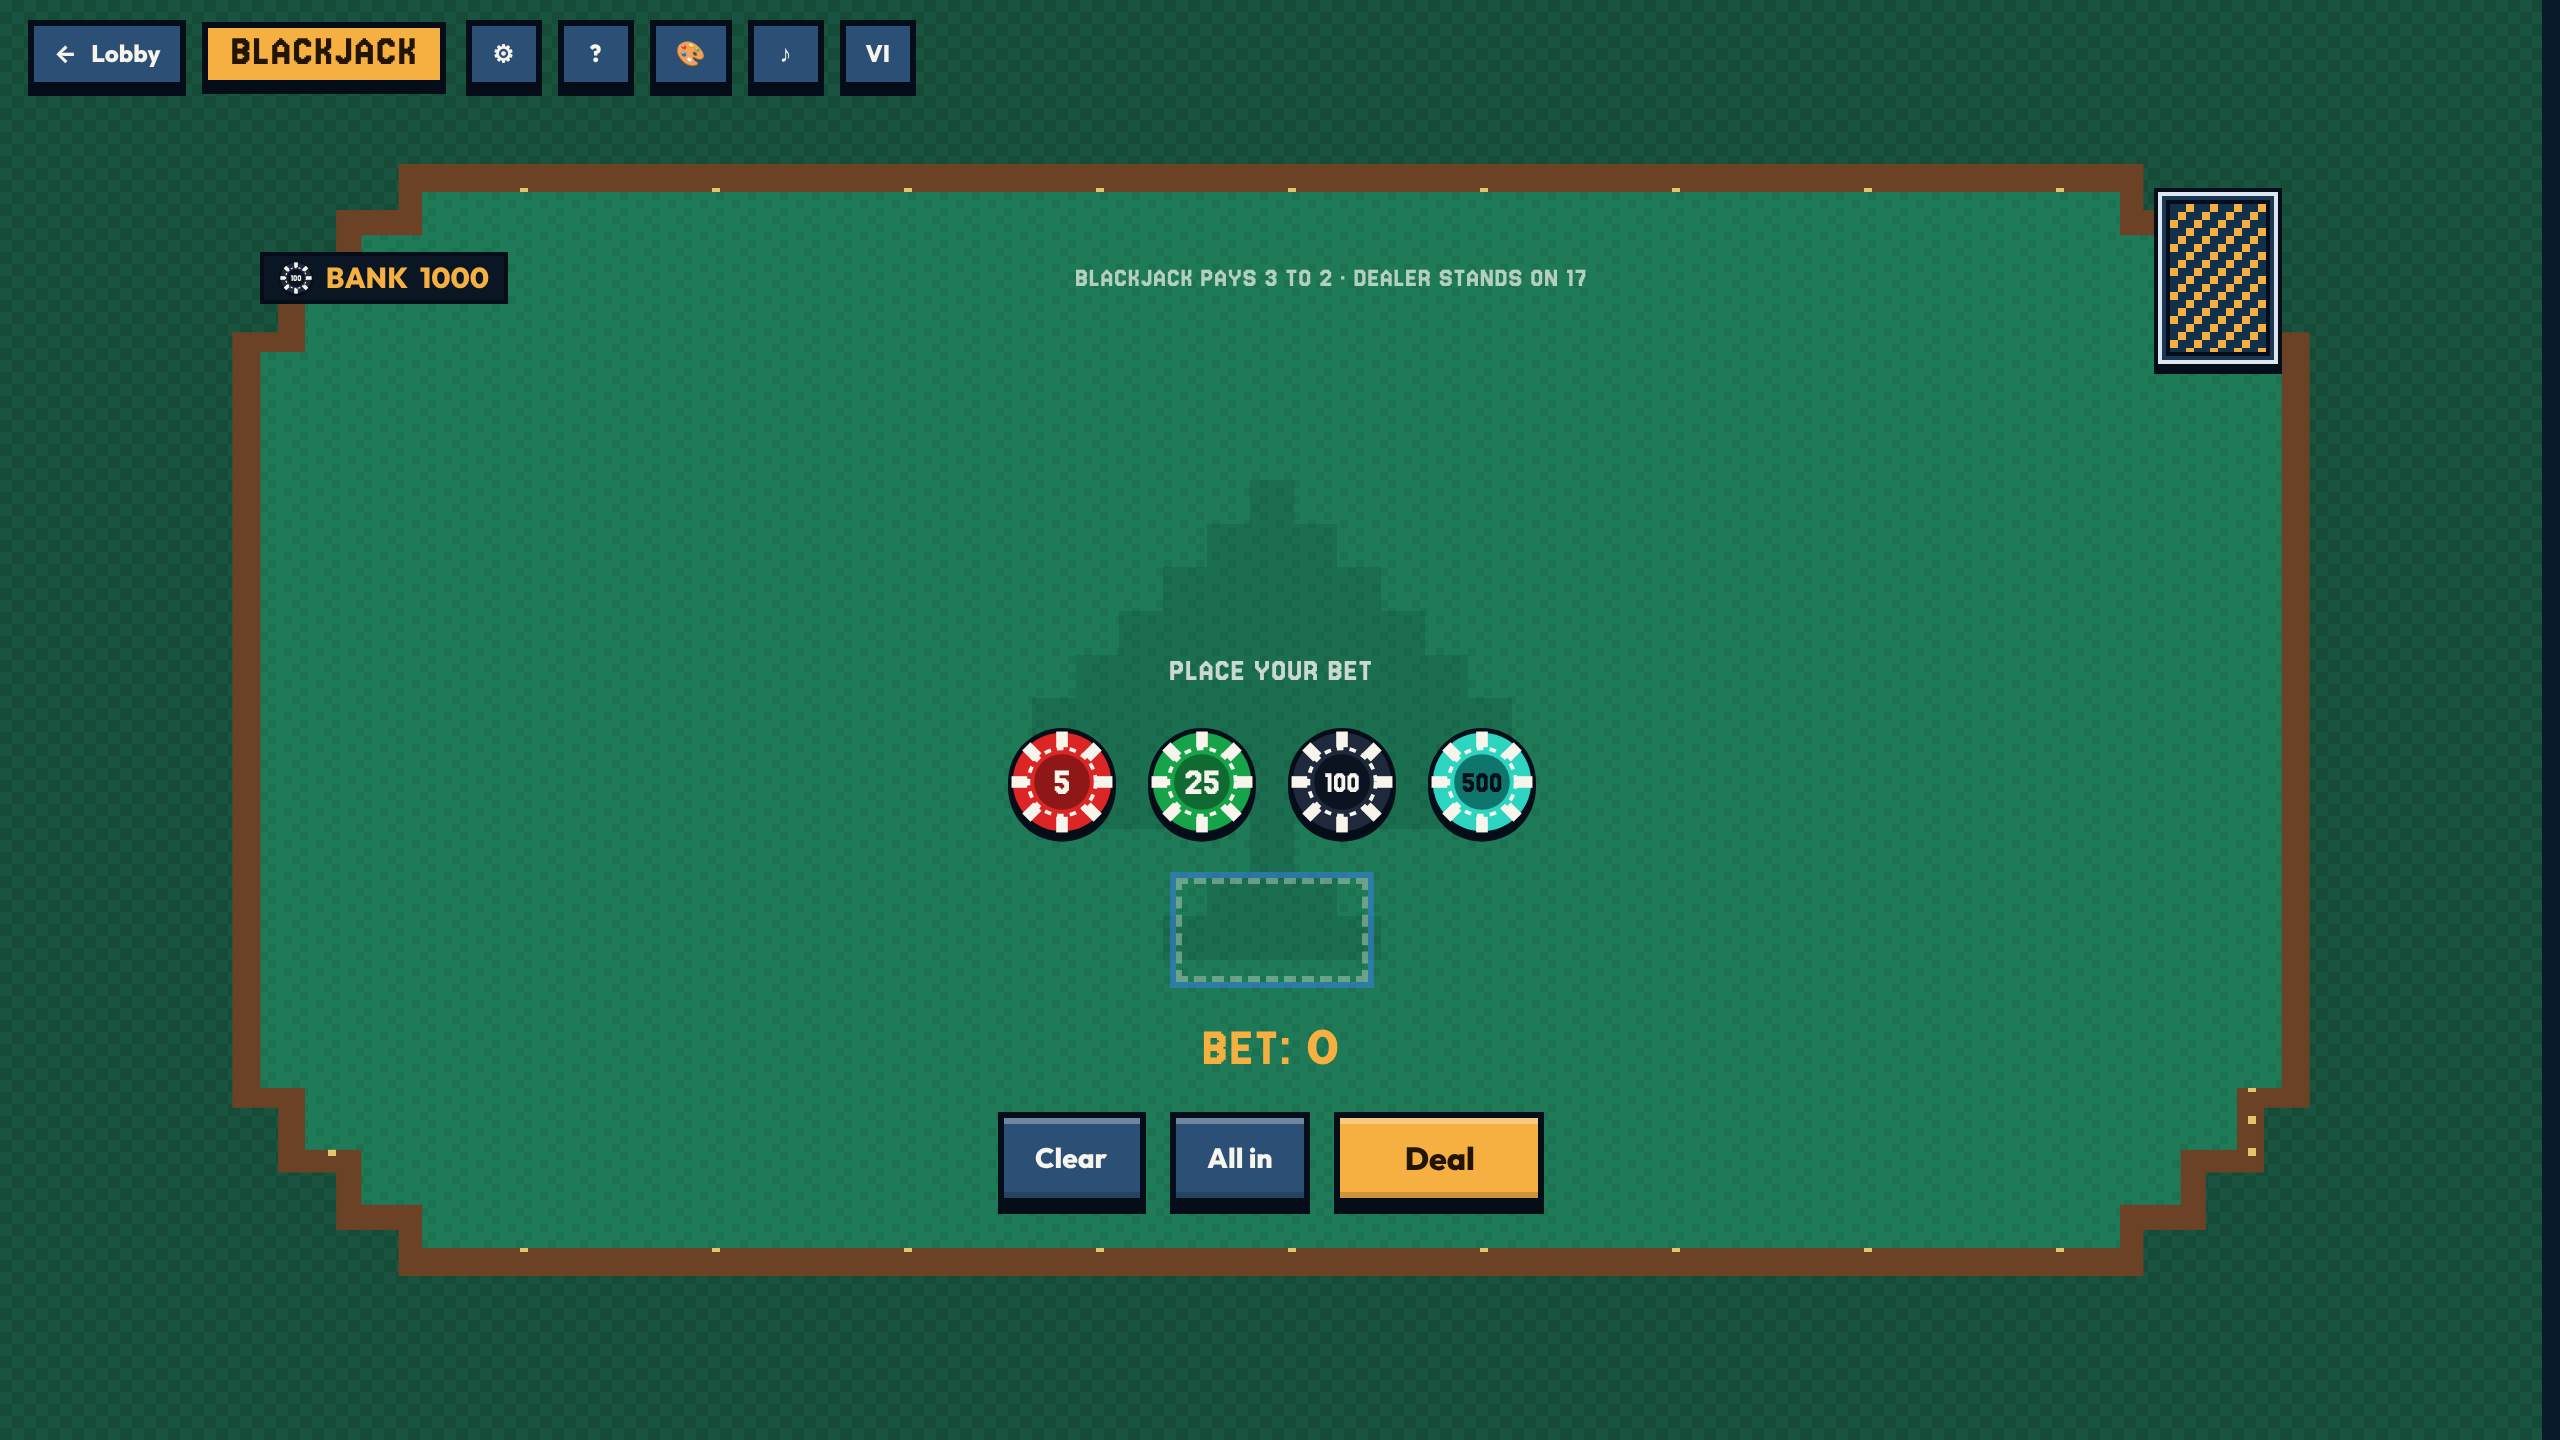 ← Lobby
BLACKJACK
?
♪
VI
100 BANK 1000
BLACKJACK PAYS 3 TO 2 · DEALER STANDS ON 17
PLACE YOUR BET
5 25 100 500
BET: 0
Clear
All in
Deal